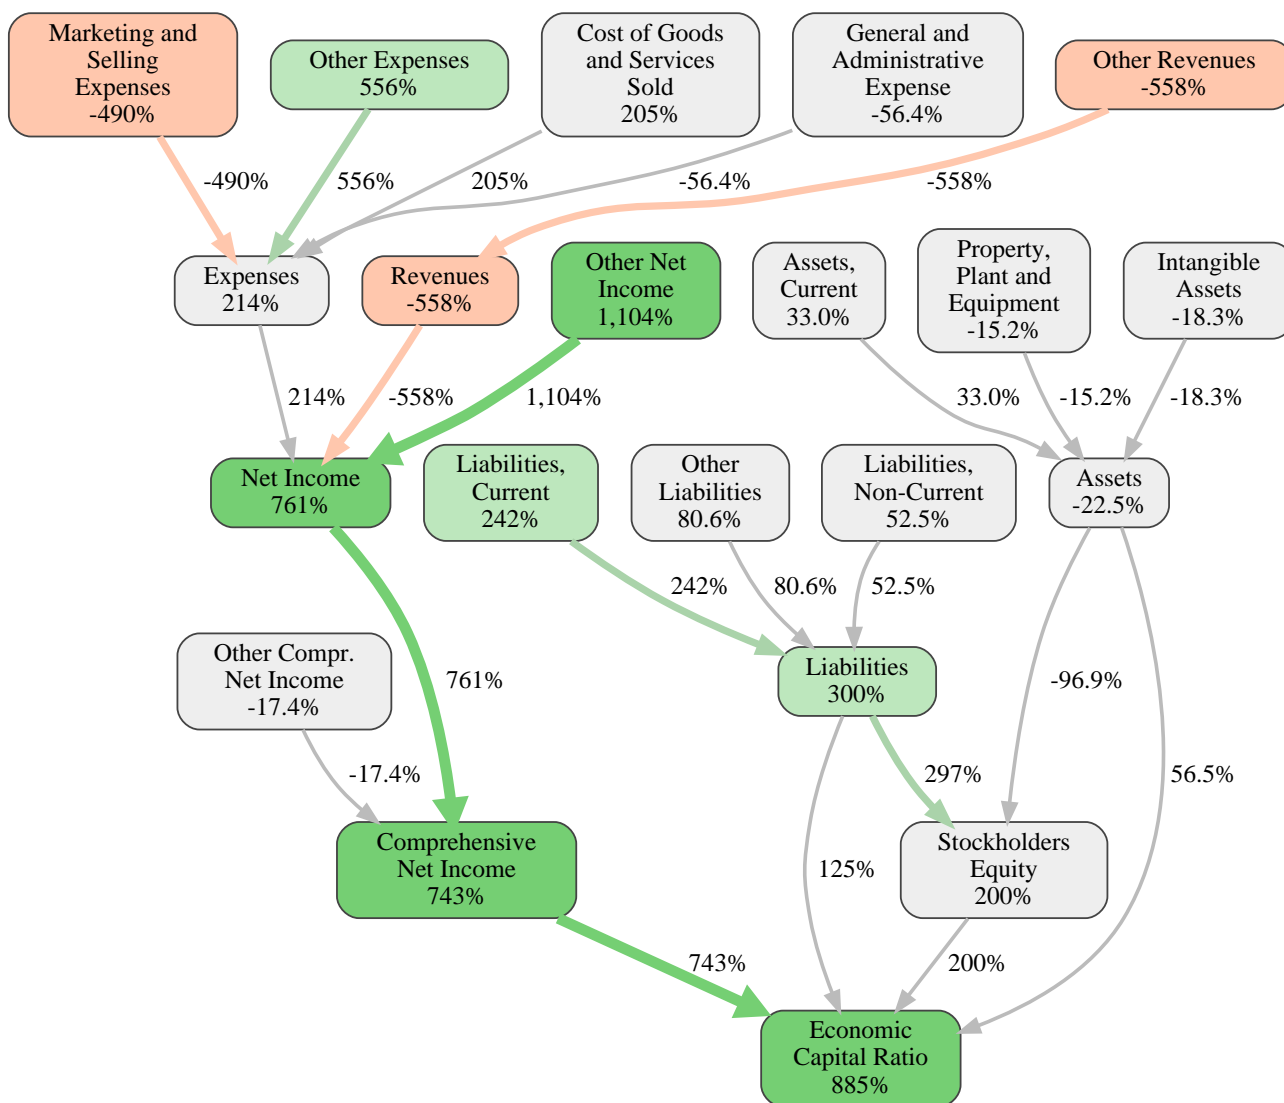 Marketing and
Selling
Expenses
-490%
Other Expenses
556%
Cost of Goods
and Services
Sold
205%
General and
Administrative
Expense
-56.4%
Other Revenues
-558%
-490%
556%
205%
-56.4%
-558%
Expenses
214%
Revenues
-558%
Other Net
Income
1,104%
Assets,
Current
33.0%
Property,
Plant and
Equipment
-15.2%
Intangible
Assets
-18.3%
214%
-558%
1,104%
33.0%
-15.2%
-18.3%
Net Income
761%
Liabilities,
Current
242%
Other
Liabilities
80.6%
Liabilities,
Non-Current
52.5%
Assets
-22.5%
242%
80.6%
52.5%
Other Compr.
Net Income
-17.4%
761%
Liabilities
300%
-96.9%
-17.4%
297%
56.5%
Comprehensive
Net Income
743%
125%
Stockholders
Equity
200%
743%
200%
Economic
Capital Ratio
885%